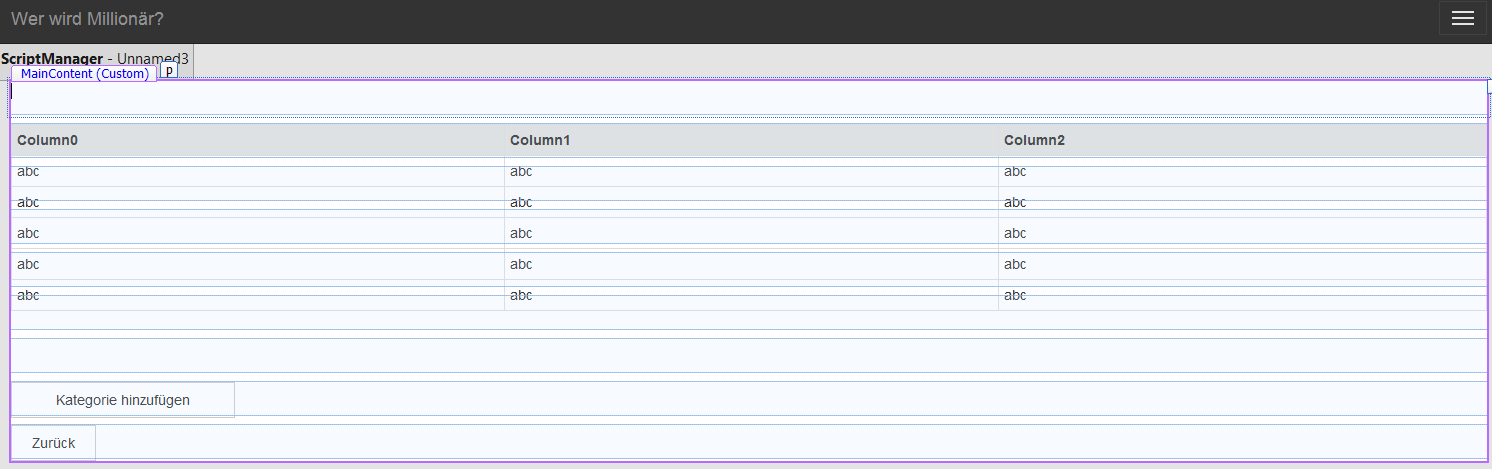 Wer wird Millionär?
ScriptManager - Unnamed3
MainContent (Custom) p
Column0 Column1 Column2
abc abc abc
abc abc abc
abc abc abc
abc abc abc
abc abc abc
Kategorie hinzufügen
Zurück